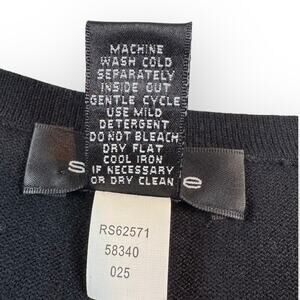 MACHINE
WASH COLD
SEPARATELY
INSIDE OUT
GENTLE CYCLE
USE MILD
DETERGENT
DO NOT BLEACH
DRY FLAT
COOL IRON
IF NECESSARY
OR DRY CLEAN
RS62571
58340
025